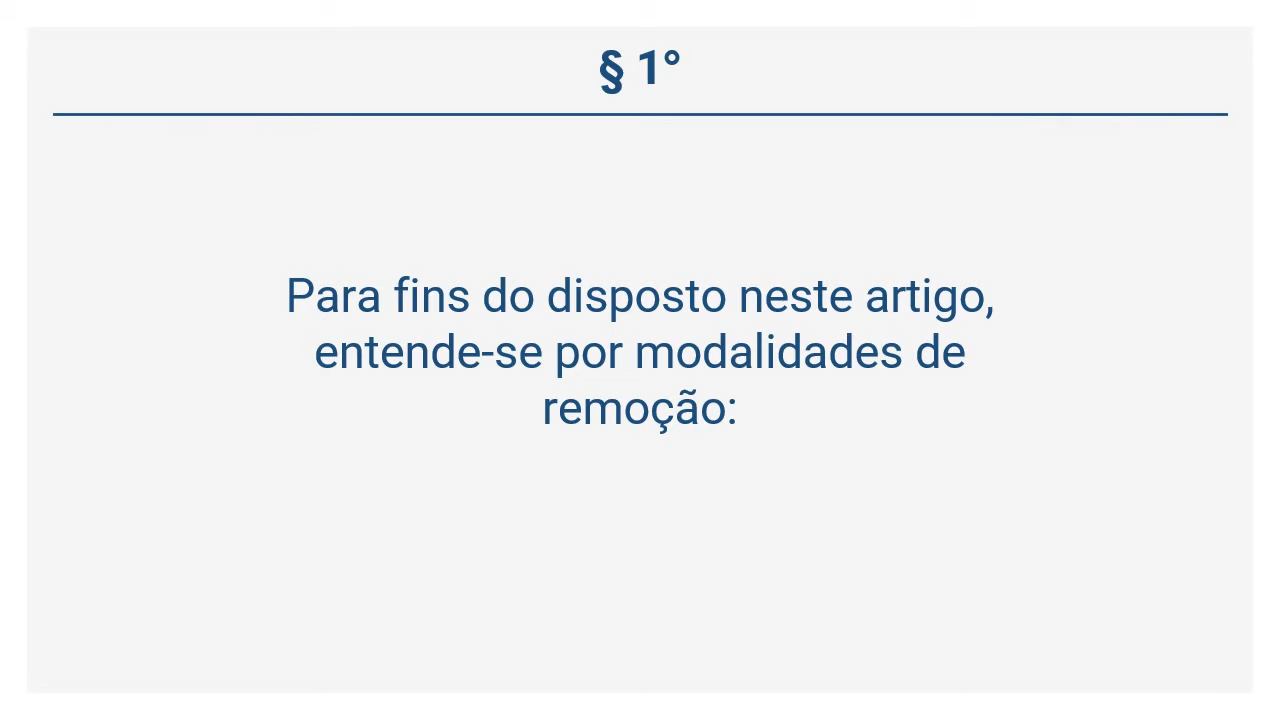 § 1°
Para fins do disposto neste artigo,
entende-se por modalidades de
remoção: